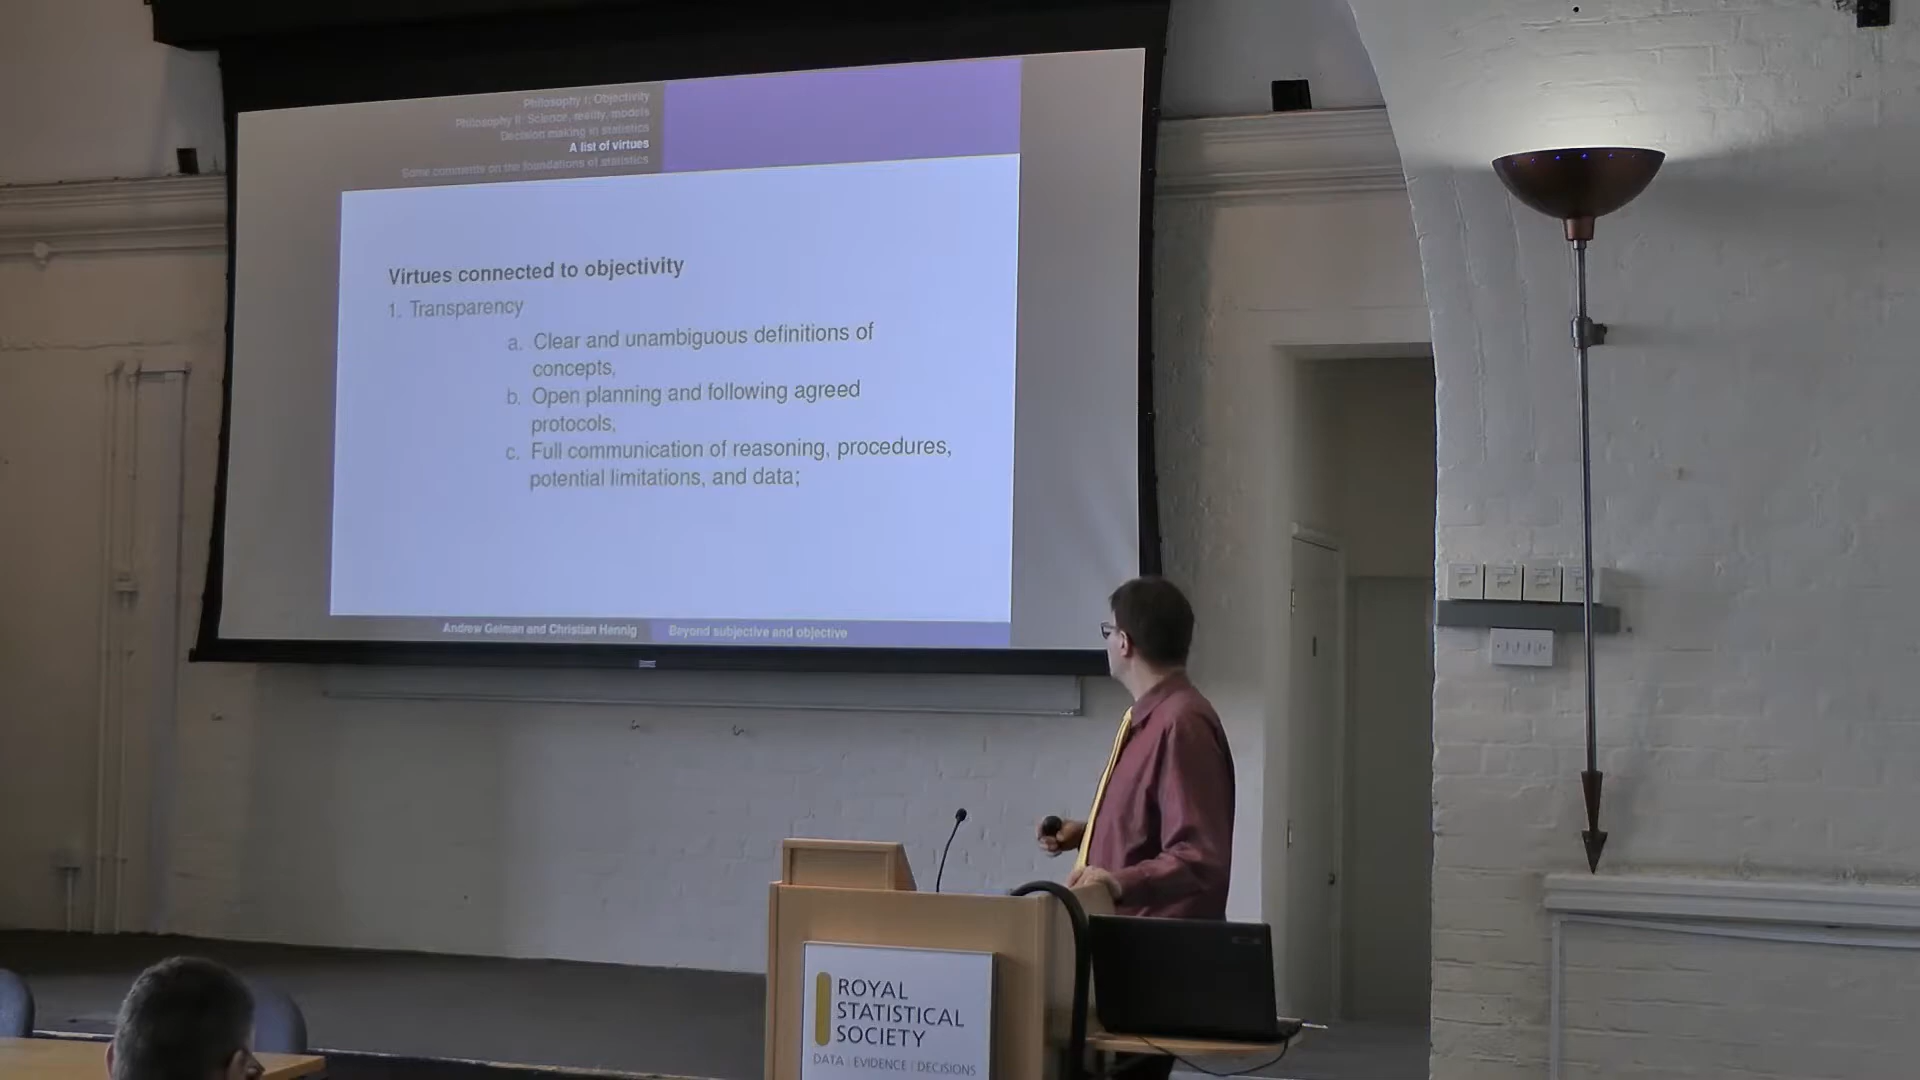 Philosophy I: Objectivity
Philosophy II: Science, reality, models
Decision making in statistics
A list of virtues
Some comments on the foundations of statistics
Virtues connected to objectivity
1. Transparency
a. Clear and unambiguous definitions of
concepts,
b. Open planning and following agreed
protocols,
c. Full communication of reasoning, procedures,
potential limitations, and data;
Andrew Gelman and Christian Hennig
Beyond subjective and objective
ROYAL
STATISTICAL
SOCIETY
DATA | EVIDENCE | DECISIONS